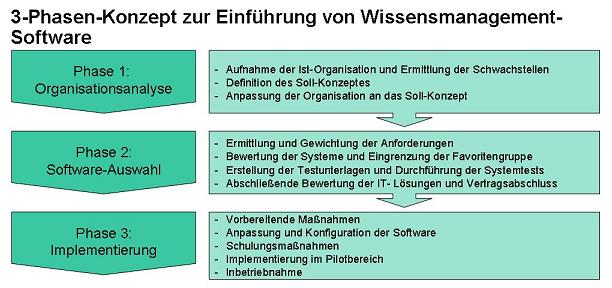 3-Phasen-Konzept zur Einführung von Wissensmanagement-
Software
Phase 1:
Organisationsanalyse
- Aufnahme der Ist-Organisation und Ermittlung der Schwachstellen
- Definition des Soll-Konzeptes
- Anpassung der Organisation an das Soll-Konzept
Phase 2:
Software-Auswahl
- Ermittlung und Gewichtung der Anforderungen
- Bewertung der Systeme und Eingrenzung der Favoritengruppe
- Erstellung der Testunterlagen und Durchführung der Systemtests
- Abschließende Bewertung der IT- Lösungen und Vertragsabschluss
Phase 3:
Implementierung
- Vorbereitende Maßnahmen
- Anpassung und Konfiguration der Software
- Schulungsmaßnahmen
- Implementierung im Pilotbereich
- Inbetriebnahme